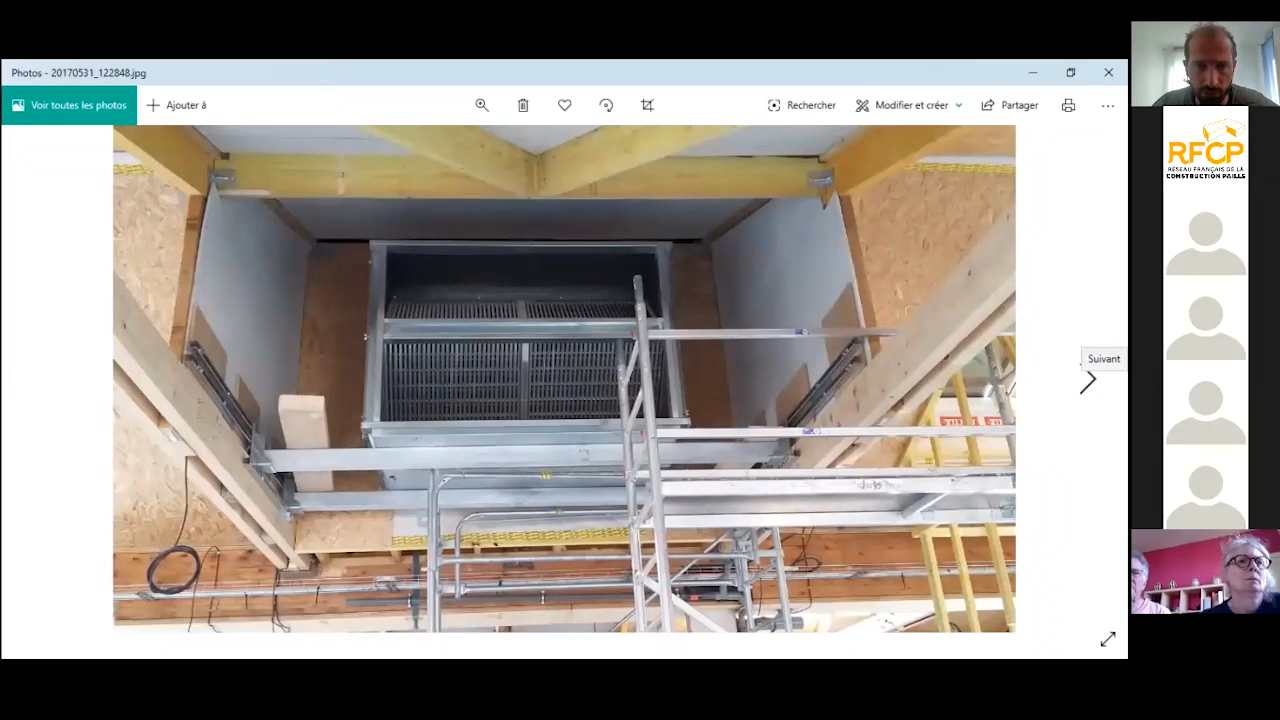 Photos - 20170531_122848.jpg
Voir toutes les photos
Ajouter à
Rechercher
Modifier et créer
Partager
Suivant
RFCP
RÉSEAU FRANÇAIS DE LA
CONSTRUCTION PAILLE